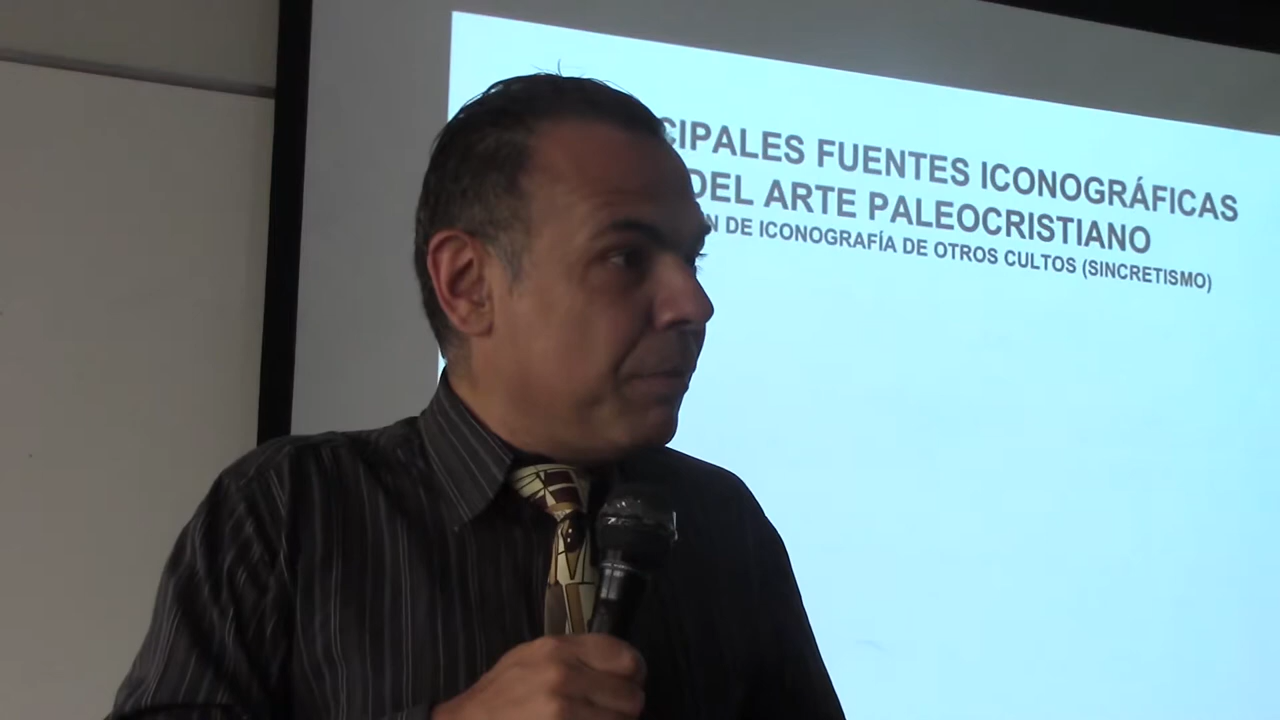 CIPALES FUENTES ICONOGRÁFICAS
DEL ARTE PALEOCRISTIANO
N DE ICONOGRAFÍA DE OTROS CULTOS (SINCRETISMO)